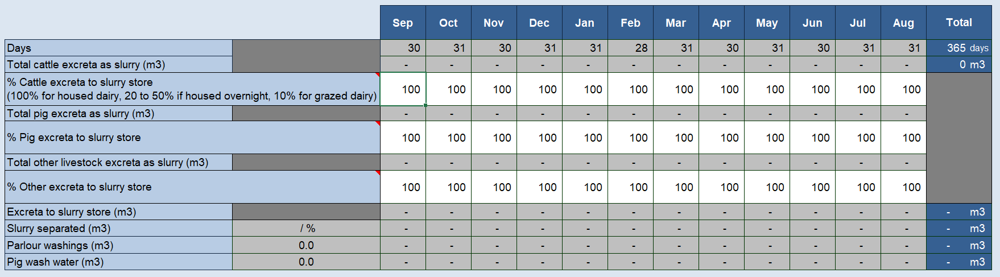 Sep Oct Nov Dec Jan Feb Mar Apr May Jun Jul Aug Total
Days 30 31 30 31 31 28 31 30 31 30 31 31 365 days
Total cattle excreta as slurry (m3) - - - - - - - - - - - - 0 m3
% Cattle excreta to slurry store
(100% for housed dairy, 20 to 50% if housed overnight, 10% for grazed dairy) 100 100 100 100 100 100 100 100 100 100 100 100
Total pig excreta as slurry (m3) - - - - - - - - - - - -
% Pig excreta to slurry store 100 100 100 100 100 100 100 100 100 100 100 100
Total other livestock excreta as slurry (m3) - - - - - - - - - - - -
% Other excreta to slurry store 100 100 100 100 100 100 100 100 100 100 100 100
Excreta to slurry store (m3) - - - - - - - - - - - - - m3
Slurry separated (m3) / % - - - - - - - - - - - - - m3
Parlour washings (m3) 0.0 - - - - - - - - - - - - - m3
Pig wash water (m3) 0.0 - - - - - - - - - - - - - m3